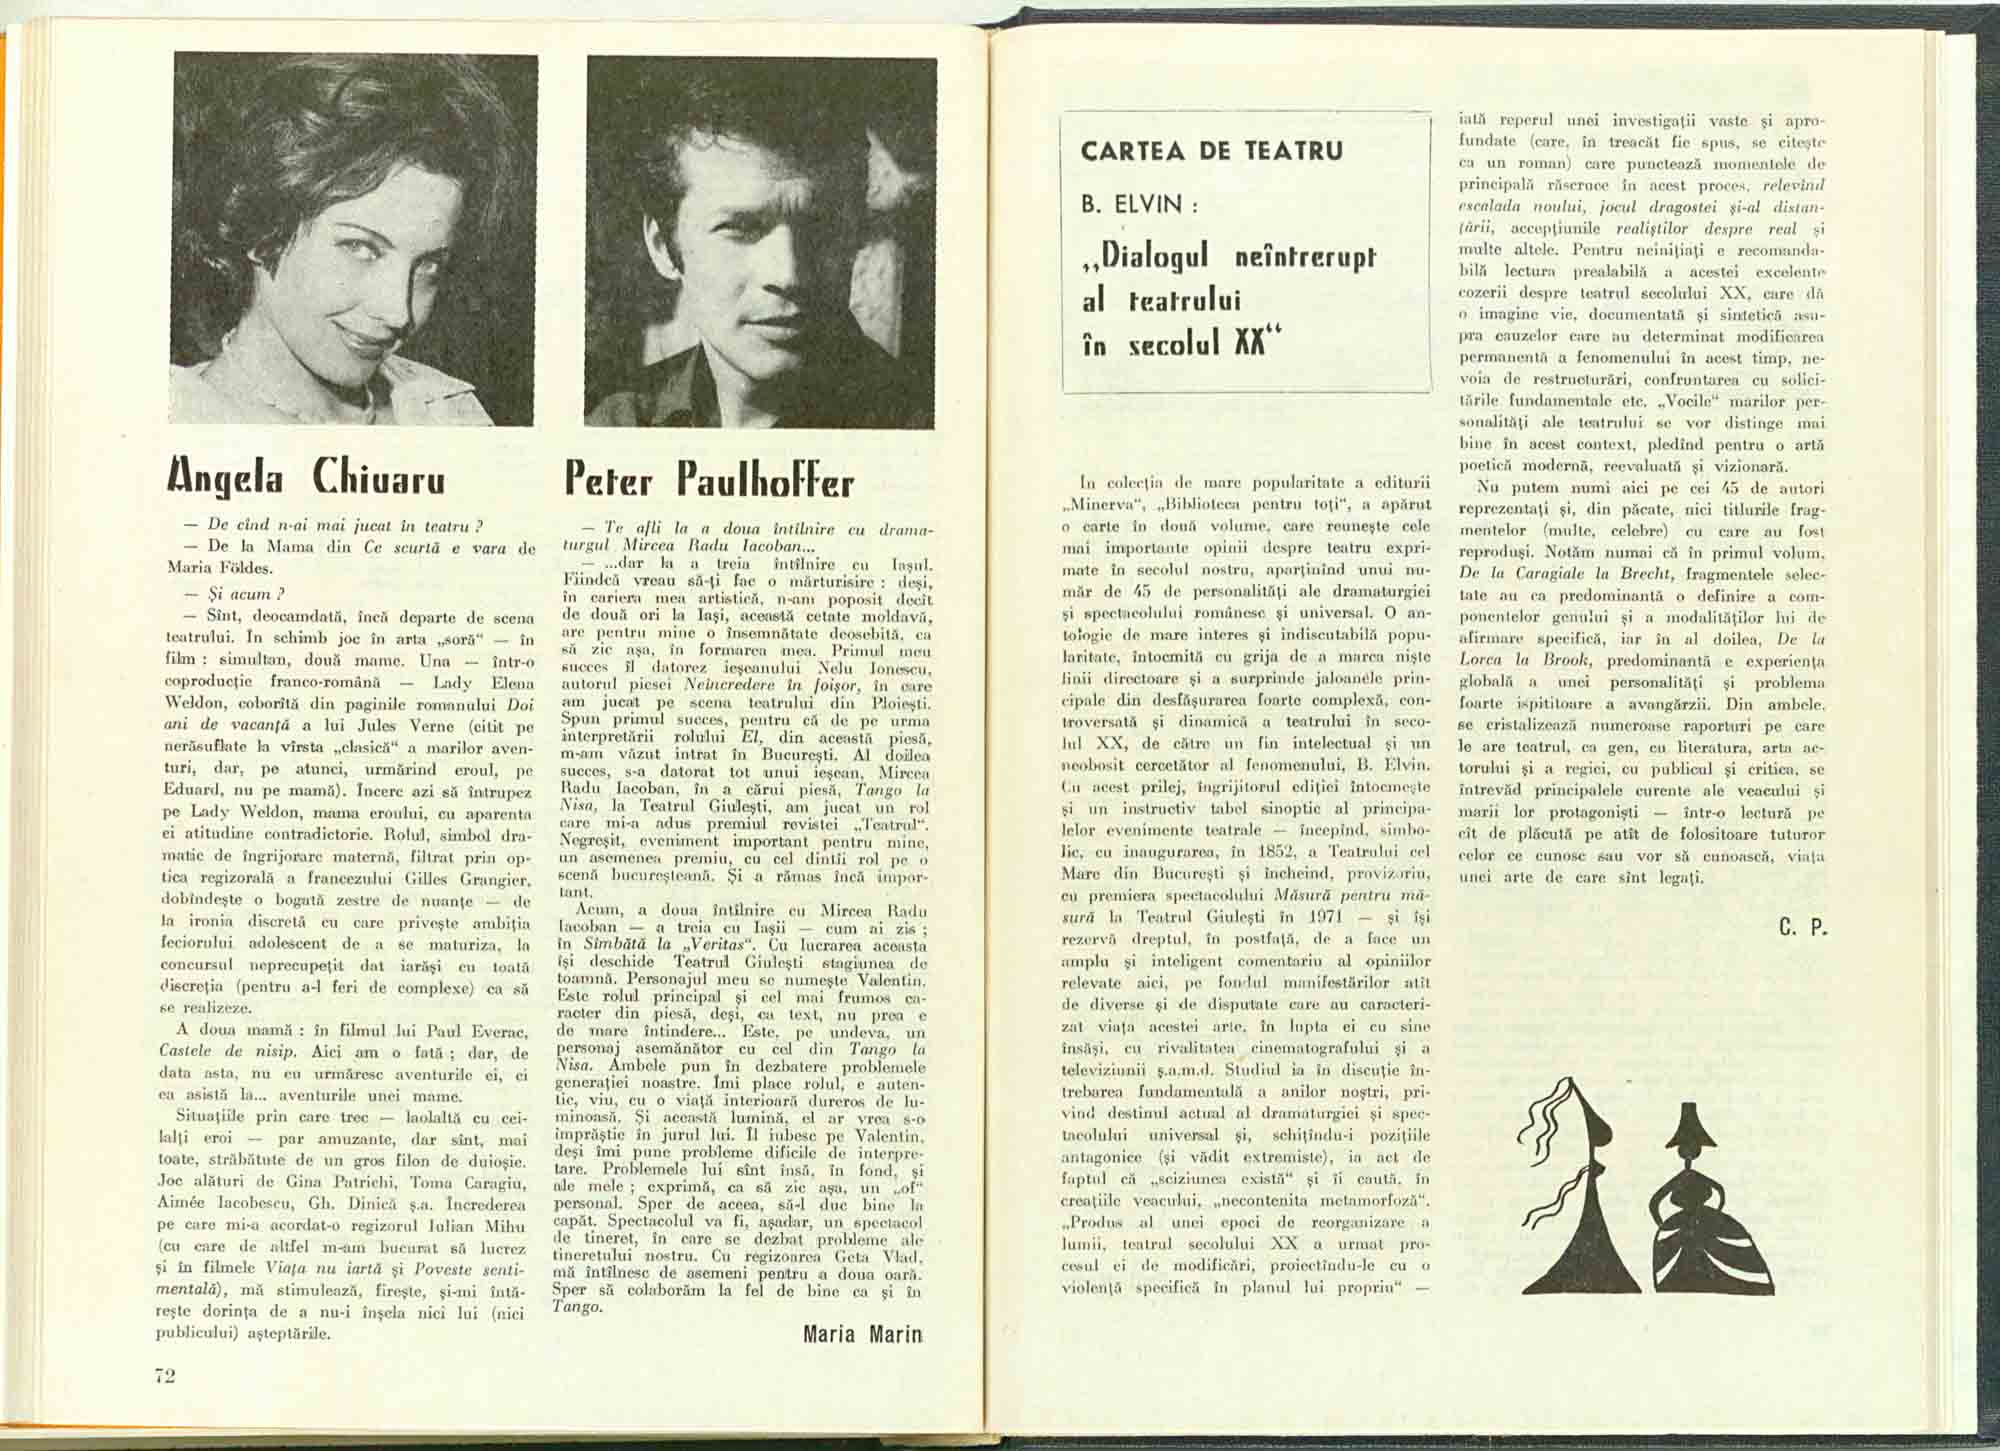 Angela Chiuaru
— De cînd n-ai mai jucat în teatru ?
— De la Mama din Ce scurtă e vara de
Maria Földes.
— Și acum ?
— Sînt, deocamdată, încă departe de scena
teatrului. In schimb joc în arta „soră“ — în
film : simultan, două mame. Una — într-o
coproducție franco-română — Lady Elena
Weldon, coborîtă din paginile romanului Doi
ani de vacanță a lui Jules Verne (citit pe
nerăsuflate la vîrsta „clasică“ a marilor aven-
turi, dar, pe atunci, urmărind eroul, pe
Eduard, nu pe mamă). Incerc azi să întrupez
pe Lady Weldon, mama eroului, cu aparenta
ei atitudine contradictorie. Rolul, simbol dra-
matic de îngrijorare maternă, filtrat prin op-
tica regizorală a francezului Gilles Grangier,
dobîndește o bogată zestre de nuanțe — de
la ironia discretă cu care privește ambiția
feciorului adolescent de a se maturiza, la
concursul neprecupețit dat iarăși cu toată
discreția (pentru a-l feri de complexe) ca să
se realizeze.
A doua mamă : în filmul lui Paul Everac,
Castele de nisip. Aici am o fată ; dar, de
data asta, nu eu urmăresc aventurile ei, ci
ea asistă la... aventurile unei mame.
Situațiile prin care trec — laolaltă cu cei-
lalți eroi — par amuzante, dar sînt, mai
toate, străbătute de un gros filon de duioșie.
Joc alături de Gina Patrichi, Toma Caragiu,
Aimée Iacobescu, Gh. Dinică ș.a. Increderea
pe care mi-a acordat-o regizorul Iulian Mihu
(cu care de altfel m-am bucurat să lucrez
și în filmele Viața nu iartă și Poveste senti-
mentală), mă stimulează, firește, și-mi întă-
rește dorința de a nu-i înșela nici lui (nici
publicului) așteptările.
72
Peter Paulhoffer
— Te afli la a doua întîlnire cu drama-
turgul Mircea Radu Iacoban...
— ...dar la a treia întîlnire cu Iașul.
Fiindcă vreau să-ți fac o mărturisire : deși,
în cariera mea artistică, n-am poposit decît
de două ori la Iași, această cetate moldavă,
are pentru mine o însemnătate deosebită, ca
să zic așa, în formarea mea. Primul meu
succes îl datorez ieșeanului Nelu Ionescu,
autorul piesei Neîncredere în foișor, în care
am jucat pe scena teatrului din Ploiești.
Spun primul succes, pentru că de pe urma
interpretării rolului El, din această piesă,
m-am văzut intrat în București. Al doilea
succes, s-a datorat tot unui ieșean, Mircea
Radu Iacoban, în a cărui piesă, Tango la
Nisa, la Teatrul Giulești, am jucat un rol
care mi-a adus premiul revistei „Teatrul“.
Negreșit, eveniment important pentru mine,
un asemenea premiu, cu cel dintîi rol pe o
scenă bucureșteană. Și a rămas încă impor-
tant.
Acum, a doua întîlnire cu Mircea Radu
Iacoban — a treia cu Iașii — cum ai zis ;
în Sîmbătă la „Veritas“. Cu lucrarea aceasta
își deschide Teatrul Giulești stagiunea de
toamnă. Personajul meu se numește Valentin.
Este rolul principal și cel mai frumos ca-
racter din piesă, deși, ca text, nu prea e
de mare întindere... Este, pe undeva, un
personaj asemănător cu cel din Tango la
Nisa. Ambele pun în dezbatere problemele
generației noastre. Îmi place rolul, e auten-
tic, viu, cu o viață interioară dureros de lu-
minoasă. Și această lumină, el ar vrea s-o
împrăștie în jurul lui. Îl iubesc pe Valentin,
deși îmi pune probleme dificile de interpre-
tare. Problemele lui sînt însă, în fond, și
ale mele ; exprimă, ca să zic așa, un „of“
personal. Sper de aceea, să-l duc bine la
capăt. Spectacolul va fi, așadar, un spectacol
de tineret, în care se dezbat probleme ale
tineretului nostru. Cu regizoarea Geta Vlad,
mă întîlnesc de asemeni pentru a doua oară.
Sper să colaborăm la fel de bine ca și în
Tango.
Maria Marin
CARTEA DE TEATRU
B. ELVIN :
„Dialogul neîntrerupt
al teatrului
în secolul XX“
In colecția de mare popularitate a editurii
„Minerva“, „Biblioteca pentru toți“, a apărut
o carte în două volume, care reunește cele
mai importante opinii despre teatru expri-
mate în secolul nostru, aparținînd unui nu-
măr de 45 de personalități ale dramaturgiei
și spectacolului românesc și universal. O an-
tologie de mare interes și indiscutabilă popu-
laritate, întocmită cu grija de a marca niște
linii directoare și a surprinde jaloanele prin-
cipale din desfășurarea foarte complexă, con-
troversată și dinamică a teatrului în seco-
lul XX, de către un fin intelectual și un
neobosit cercetător al fenomenului, B. Elvin.
Cu acest prilej, îngrijitorul ediției întocmește
și un instructiv tabel sinoptic al principa-
lelor evenimente teatrale — începînd, simbo-
lic, cu inaugurarea, în 1852, a Teatrului cel
Mare din București și încheind, provizoriu,
cu premiera spectacolului Măsură pentru mă-
sură la Teatrul Giulești în 1971 — și își
rezervă dreptul, în postfață, de a face un
amplu și inteligent comentariu al opiniilor
relevate aici, pe fondul manifestărilor atît
de diverse și de disputate care au caracteri-
zat viața acestei arte, în lupta ei cu sine
însăși, cu rivalitatea cinematografului și a
televiziunii ș.a.m.d. Studiul ia în discuție în-
trebarea fundamentală a anilor noștri, pri-
vind destinul actual al dramaturgiei și spec-
tacolului universal și, schițîndu-i pozițiile
antagonice (și vădit extremiste), ia act de
faptul că „sciziunea există“ și îi caută, în
creațiile veacului, „necontenita metamorfoză“.
„Produs al unei epoci de reorganizare a
lumii, teatrul secolului XX a urmat pro-
cesul ei de modificări, proiectîndu-le cu o
violență specifică în planul lui propriu“ —
iată reperul unei investigații vaste și apro-
fundate (care, în treacăt fie spus, se citește
ca un roman) care punctează momentele de
principală răscruce în acest proces, relevînd
escalada noului, jocul dragostei și-al distan-
țării, accepțiunile realiștilor despre real și
multe altele. Pentru neinițiați e recomanda-
bilă lectura prealabilă a acestei excelente
cozerii despre teatrul secolului XX, care dă
o imagine vie, documentată și sintetică asu-
pra cauzelor care au determinat modificarea
permanentă a fenomenului în acest timp, ne-
voia de restructurări, confruntarea cu solici-
tările fundamentale etc. „Vocile“ marilor per-
sonalități ale teatrului se vor distinge mai
bine în acest context, pledînd pentru o artă
poetică modernă, reevaluată și vizionară.
Nu putem numi aici pe cei 45 de autori
reprezentați și, din păcate, nici titlurile frag-
mentelor (multe, celebre) cu care au fost
reproduși. Notăm numai că în primul volum,
De la Caragiale la Brecht, fragmentele selec-
tate au ca predominantă o definire a com-
ponentelor genului și a modalităților lui de
afirmare specifică, iar în al doilea, De la
Lorca la Brook, predominantă e experiența
globală a unei personalități și problema
foarte ispititoare a avangărzii. Din ambele,
se cristalizează numeroase raporturi pe care
le are teatrul, ca gen, cu literatura, arta ac-
torului și a regiei, cu publicul și critica, se
întrevăd principalele curente ale veacului și
marii lor protagoniști — într-o lectură pe
cît de plăcută pe atît de folositoare tuturor
celor ce cunosc sau vor să cunoască, viața
unei arte de care sînt legați.
C. P.